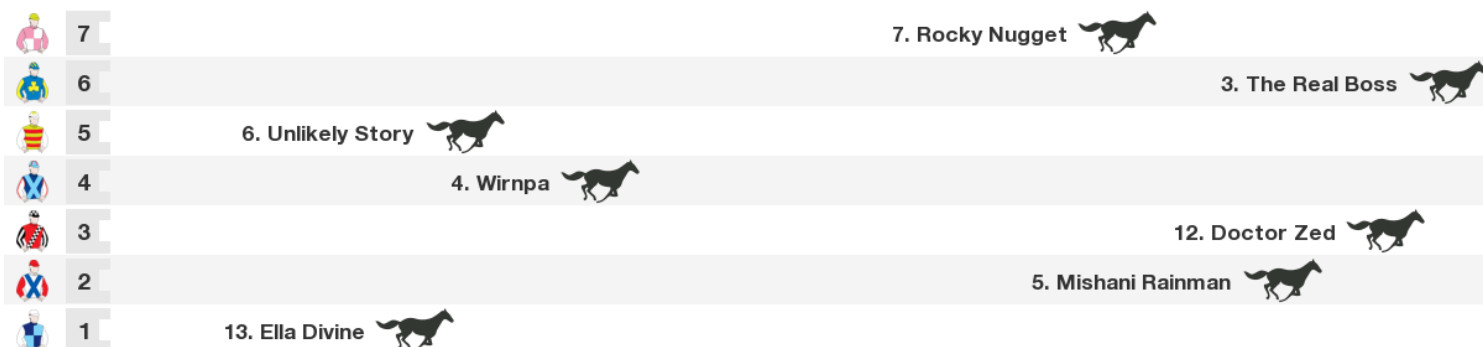 7 7. Rocky Nugget
6 3. The Real Boss
5 6. Unlikely Story
4 4. Wirnpa
3 12. Doctor Zed
2 5. Mishani Rainman
1 13. Ella Divine